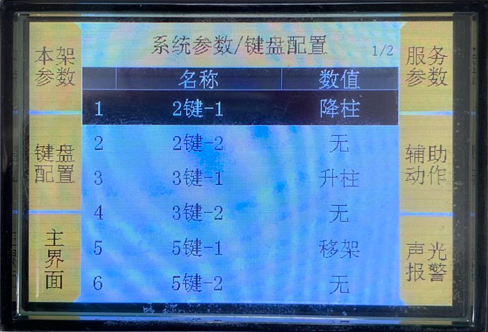 系统参数/键盘配置 1/2
本架
参数
键盘
配置
主
界
面
名称 数值
1 2键-1 降柱
2 2键-2 无
3 3键-1 升柱
4 3键-2 无
5 5键-1 移架
6 5键-2 无
服务
参数
辅助
动作
声光
报警